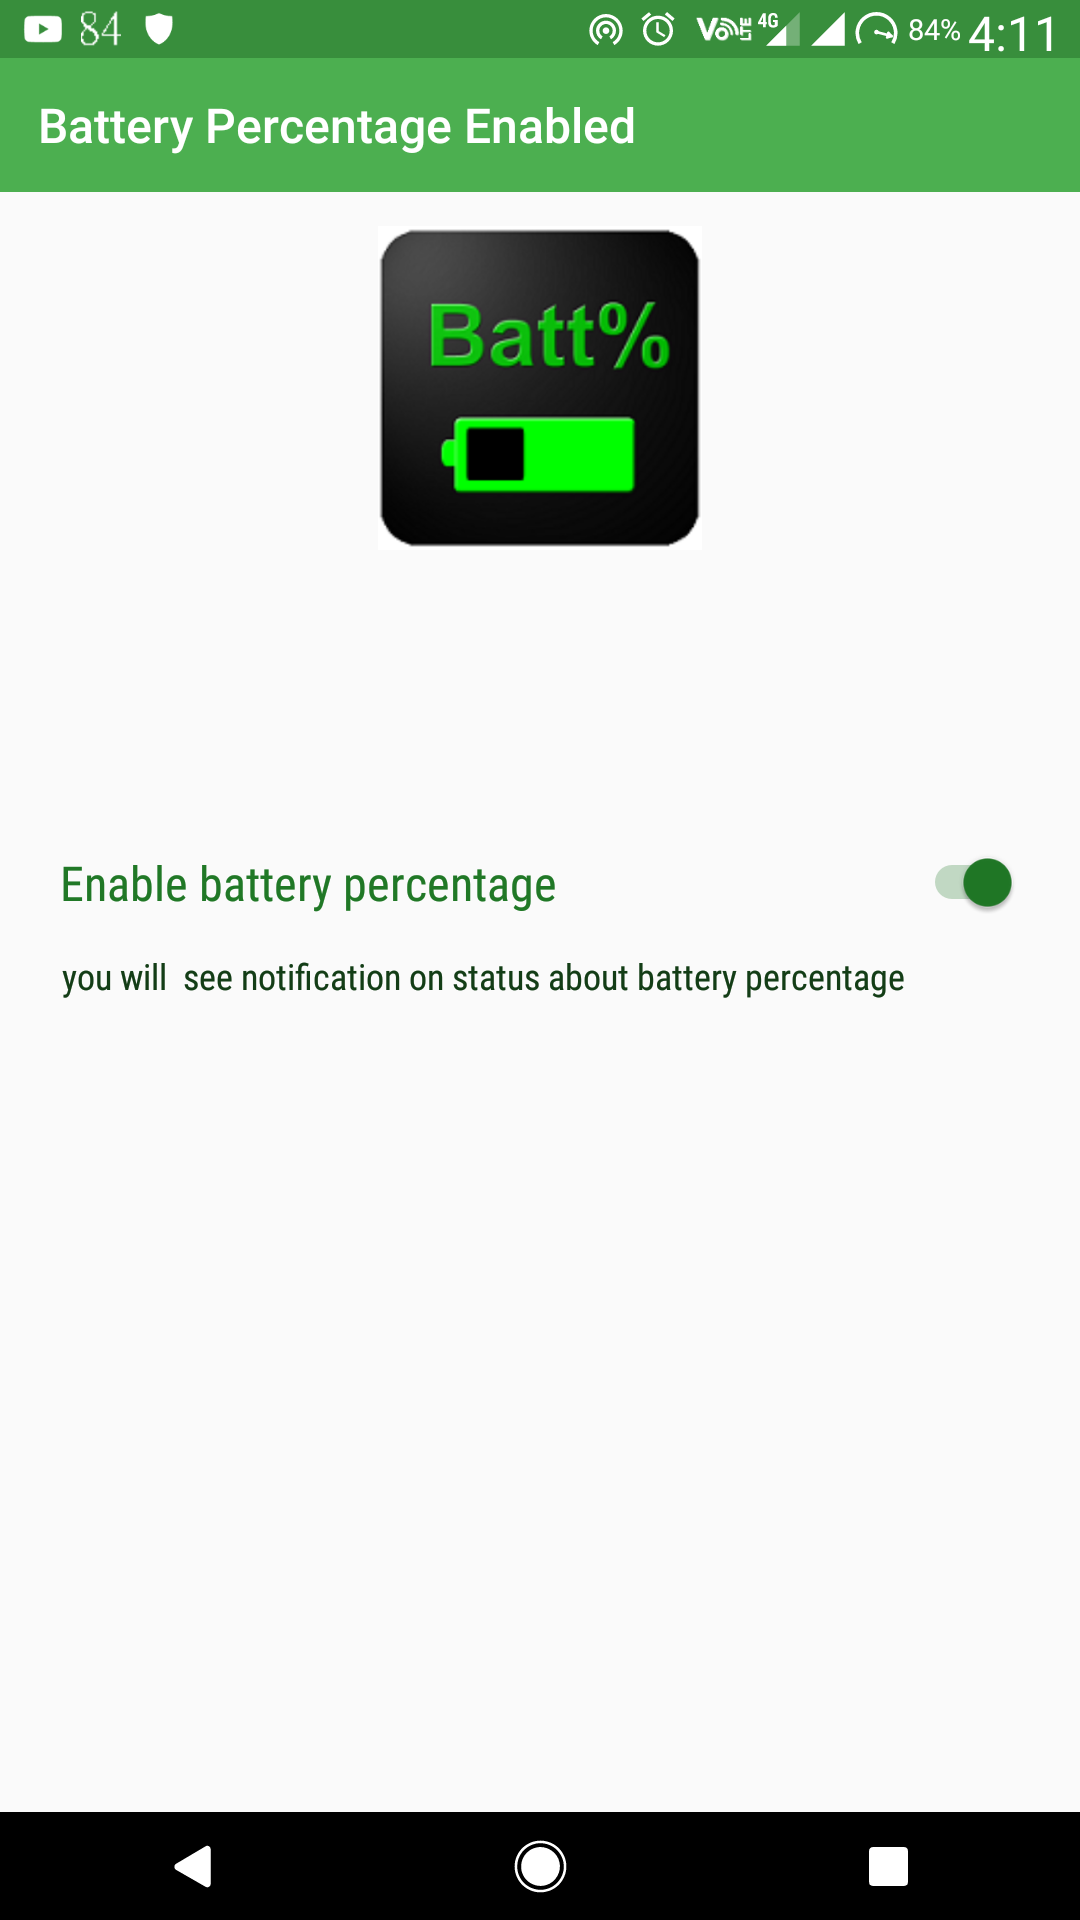 84 VoLTE 4G 84% 4:11
Battery Percentage Enabled
Batt%
Enable battery percentage
you will  see notification on status about battery percentage